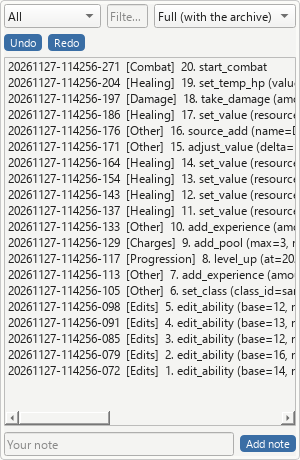 All Filte... Full (with the archive)
Undo Redo
20261127-114256-271 [Combat] 20. start_combat
20261127-114256-204 [Healing] 19. set_temp_hp (valu
20261127-114256-197 [Damage] 18. take_damage (am
20261127-114256-186 [Healing] 17. set_value (resourc
20261127-114256-176 [Other] 16. source_add (name=D
20261127-114256-171 [Other] 15. adjust_value (delta=
20261127-114256-164 [Healing] 14. set_value (resourc
20261127-114256-154 [Healing] 13. set_value (resourc
20261127-114256-143 [Healing] 12. set_value (resourc
20261127-114256-137 [Healing] 11. set_value (resourc
20261127-114256-133 [Other] 10. add_experience (am
20261127-114256-129 [Charges] 9. add_pool (max=3, r
20261127-114256-117 [Progression] 8. level_up (at=20
20261127-114256-113 [Other] 7. add_experience (amou
20261127-114256-105 [Other] 6. set_class (class_id=sa
20261127-114256-098 [Edits] 5. edit_ability (base=12, r
20261127-114256-091 [Edits] 4. edit_ability (base=13, r
20261127-114256-085 [Edits] 3. edit_ability (base=12, r
20261127-114256-079 [Edits] 2. edit_ability (base=16, r
20261127-114256-072 [Edits] 1. edit_ability (base=14, r
Your note Add note